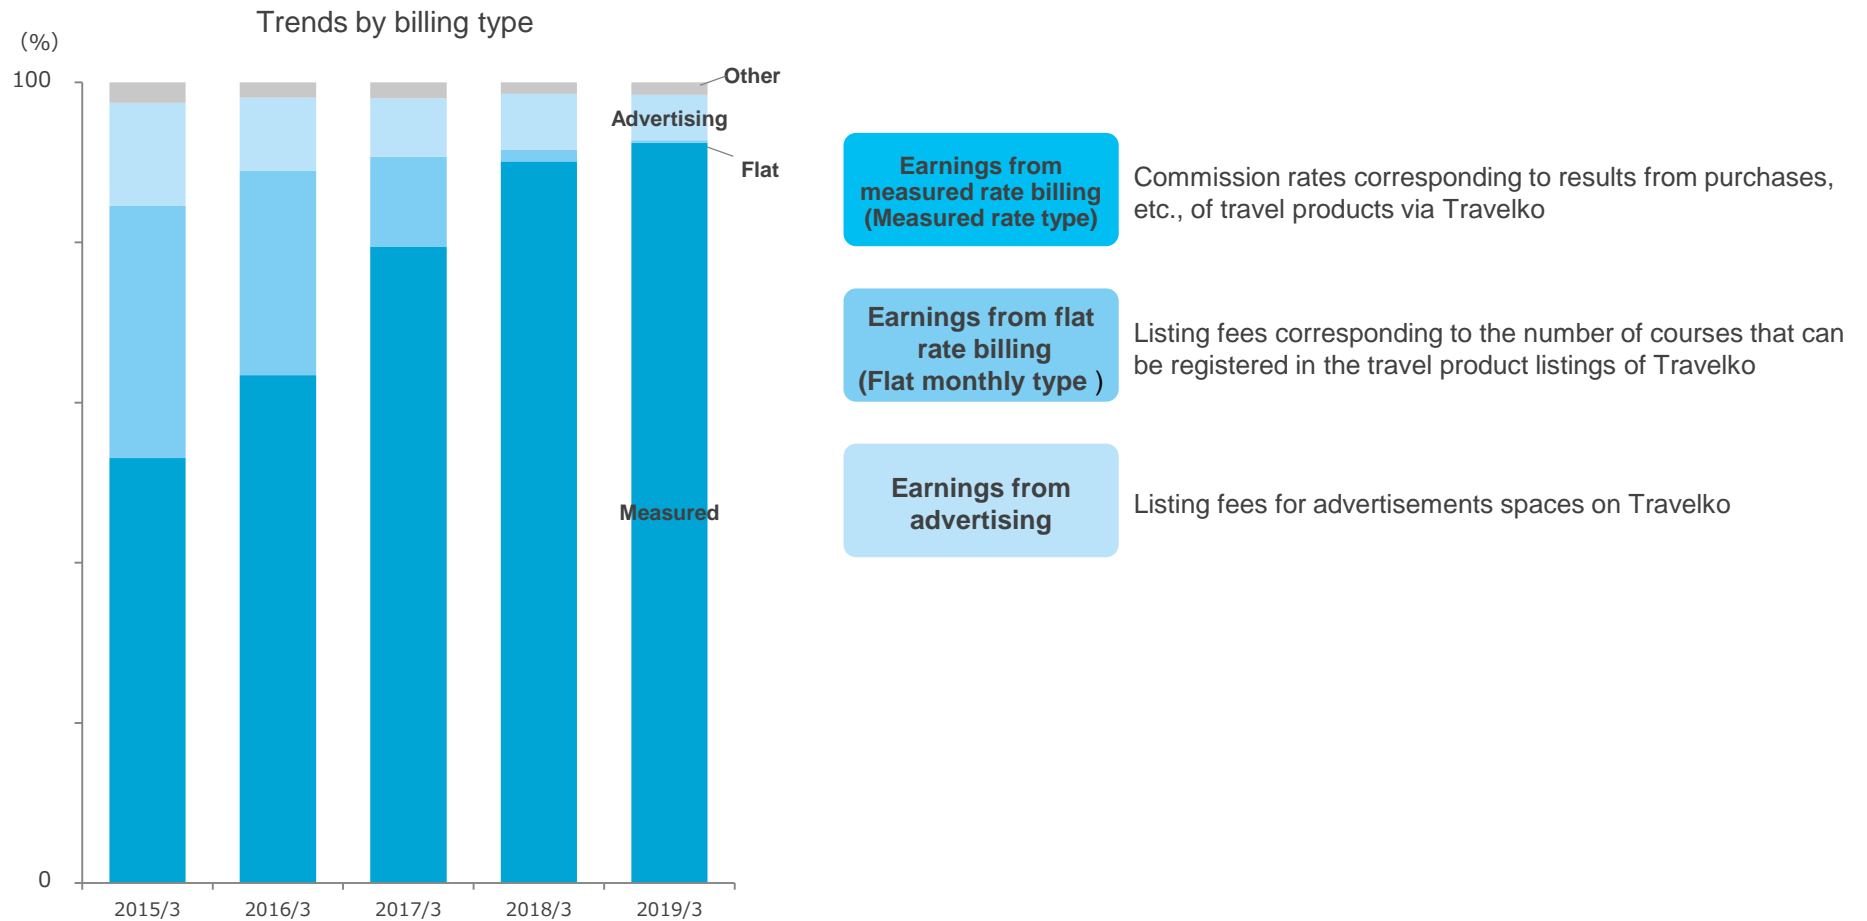 Trends by billing type
(%)
100
Other
Advertising
Flat
Measured
0
2015/3
2016/3
2017/3
2018/3
2019/3
Earnings from
measured rate billing
(Measured rate type)
Commission rates corresponding to results from purchases,
etc., of travel products via Travelko
Earnings from flat
rate billing
(Flat monthly type )
Listing fees corresponding to the number of courses that can
be registered in the travel product listings of Travelko
Earnings from
advertising
Listing fees for advertisements spaces on Travelko